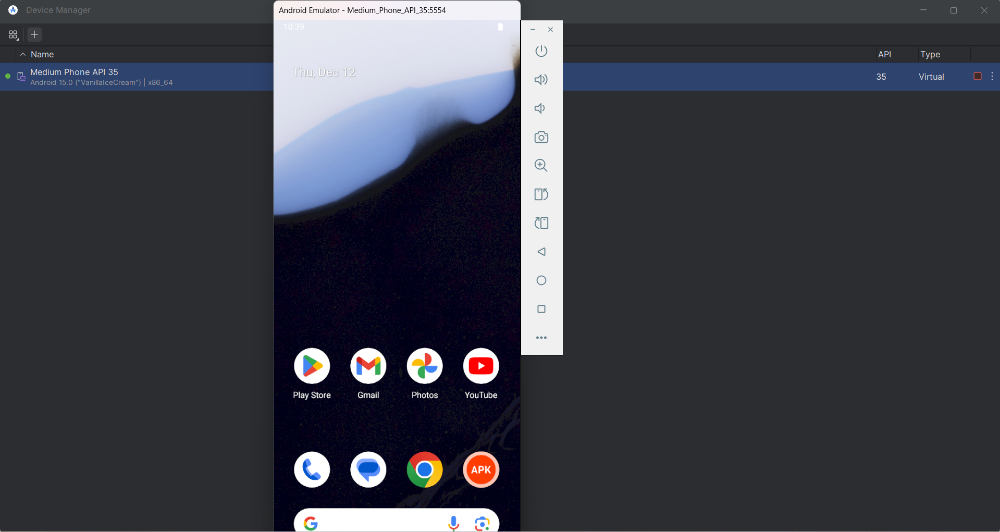 Device Manager
Android Emulator - Medium_Phone_API_35:5554
10:39
Name
API
Type
Medium Phone API 35
Android 15.0 ("VanillaIceCream") | x86_64
35
Virtual
Thu, Dec 12
Play Store
Gmail
Photos
YouTube
APK